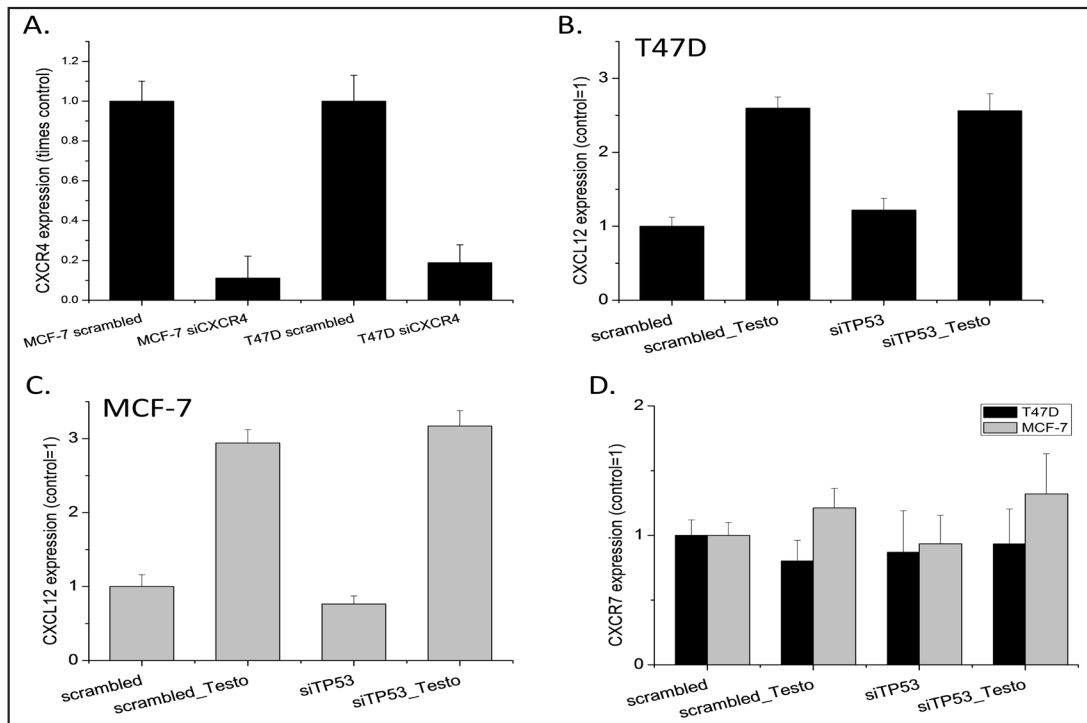 A.
CXCR4 expression (times control)
1.2
1.0
0.8
0.6
0.4
0.2
0.0
MCF-7 scrambled
MCF-7 siCXCR4
T47D scrambled
T47D siCXCR4
B.
T47D
CXCL12 expression (control=1)
3
2
1
0
scrambled
scrambled_Testo
siTP53
siTP53_Testo
C.
MCF-7
CXCL12 expression (control=1)
3
2
1
0
scrambled
scrambled_Testo
siTP53
siTP53_Testo
D.
T47D
MCF-7
CXCR7 expression (control=1)
2
1
0
scrambled
scrambled_Testo
siTP53
siTP53_Testo